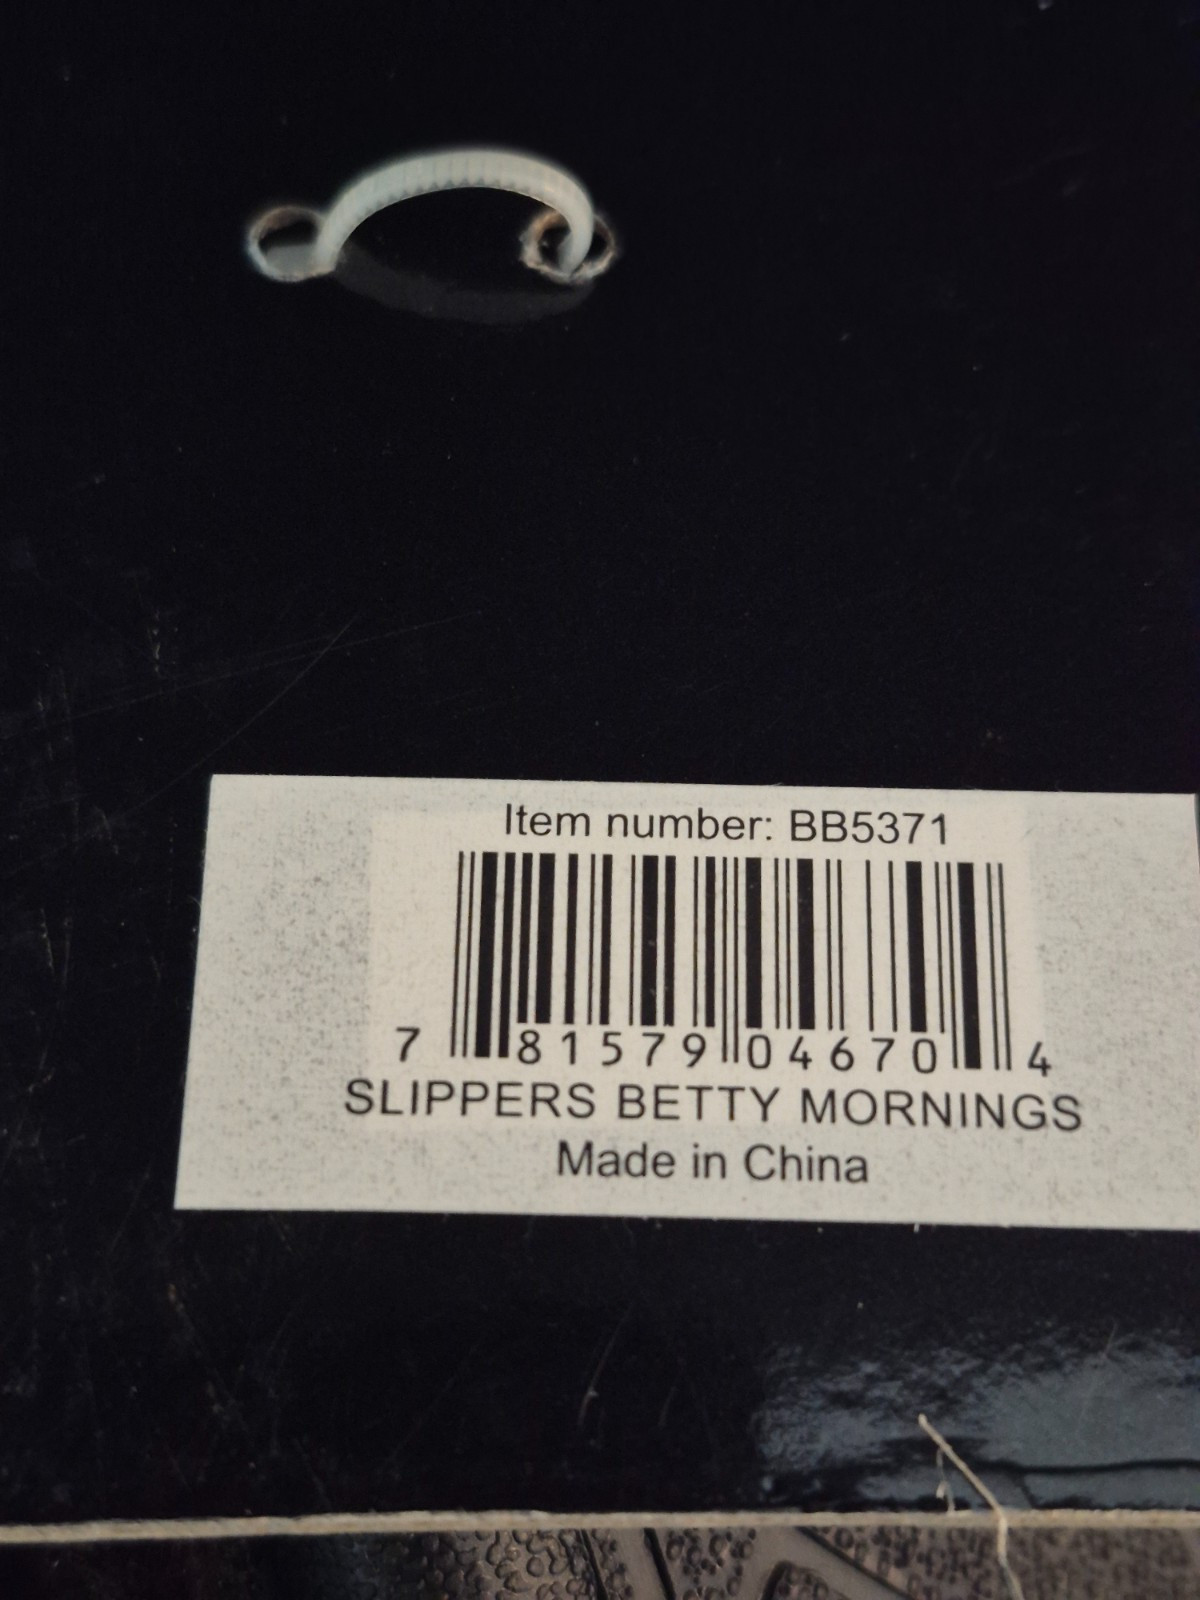 Item number: BB5371
7 81579 04670 4
SLIPPERS BETTY MORNINGS
Made in China